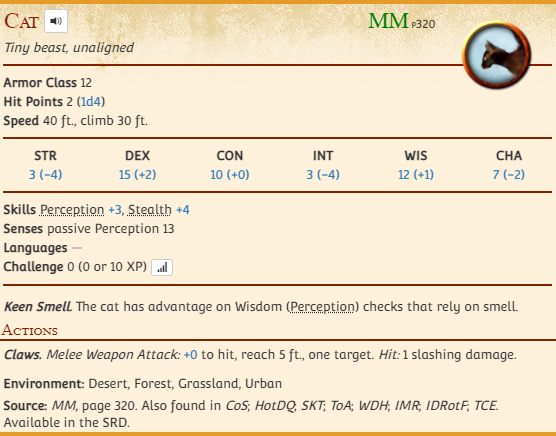 Cat
MM p320
Tiny beast, unaligned
Armor Class 12
Hit Points 2 (1d4)
Speed 40 ft., climb 30 ft.
STR DEX CON INT WIS CHA
3 (−4) 15 (+2) 10 (+0) 3 (−4) 12 (+1) 7 (−2)
Skills Perception +3, Stealth +4
Senses passive Perception 13
Languages —
Challenge 0 (0 or 10 XP)
Keen Smell. The cat has advantage on Wisdom (Perception) checks that rely on smell.
Actions
Claws. Melee Weapon Attack: +0 to hit, reach 5 ft., one target. Hit: 1 slashing damage.
Environment: Desert, Forest, Grassland, Urban
Source: MM, page 320. Also found in CoS; HotDQ; SKT; ToA; WDH; IMR; IDRotF; TCE.
Available in the SRD.